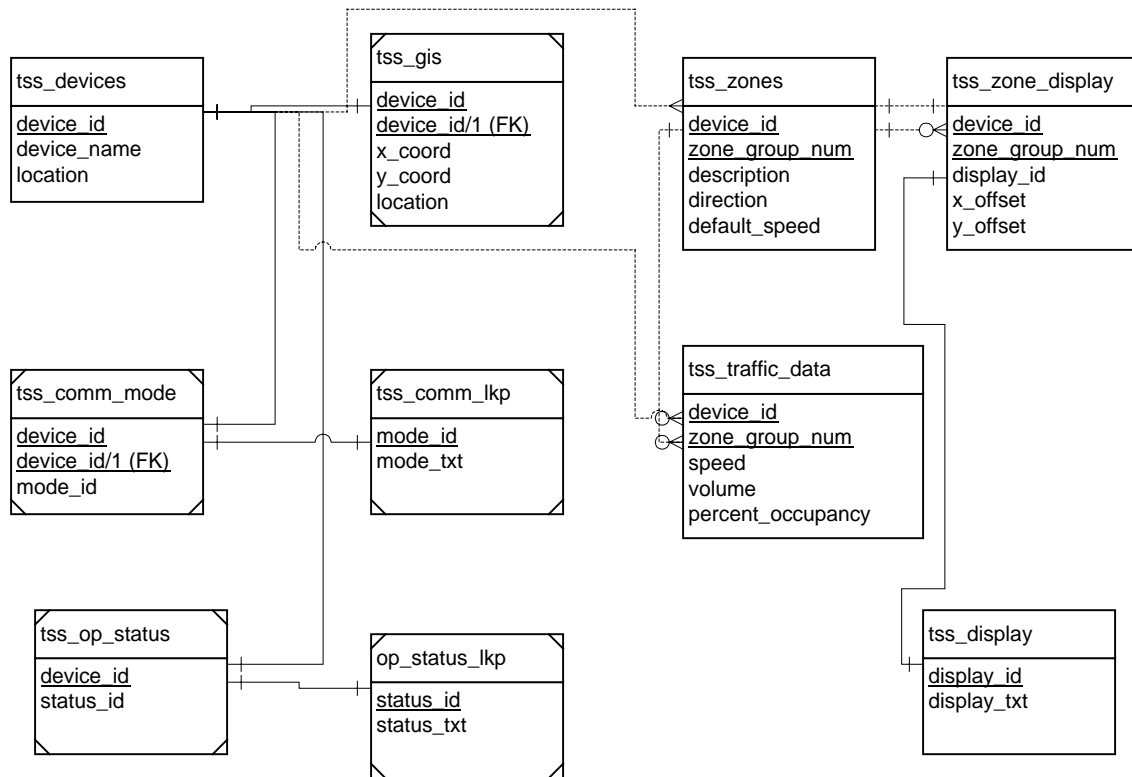 tss_devices
device_id
device_name
location
tss_gis
device_id
device_id/1 (FK)
x_coord
y_coord
location
tss_zones
device_id
zone_group_num
description
direction
default_speed
tss_zone_display
device_id
zone_group_num
display_id
x_offset
y_offset
tss_comm_mode
device_id
device_id/1 (FK)
mode_id
tss_comm_lkp
mode_id
mode_txt
tss_traffic_data
device_id
zone_group_num
speed
volume
percent_occupancy
tss_op_status
device_id
status_id
op_status_lkp
status_id
status_txt
tss_display
display_id
display_txt